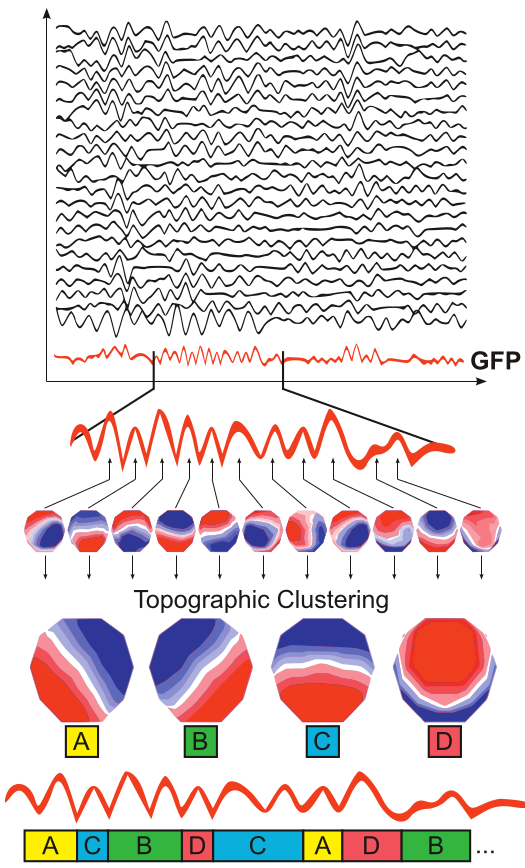 GFP
Topographic Clustering
A B C D
A C B D C A D B ...